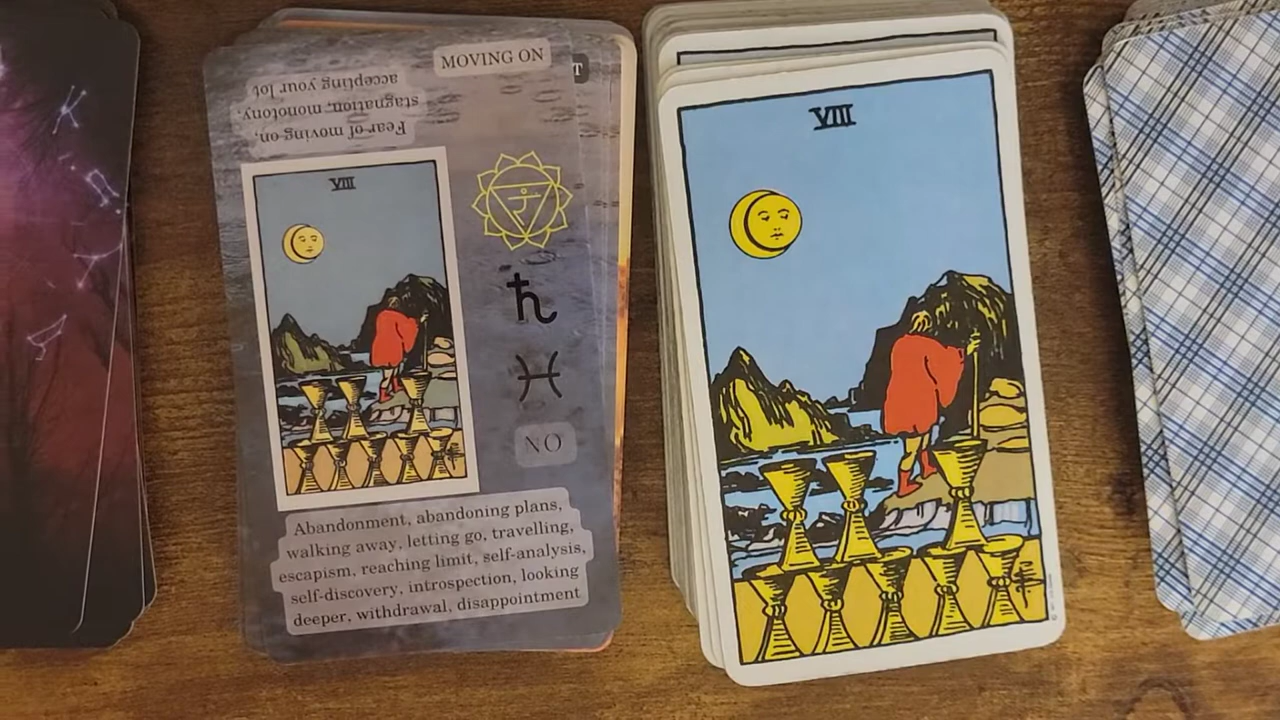 MOVING ON
T
Fear of moving on,
stagnation, monotony,
accepting your lot
VIII
NO
Abandonment, abandoning plans,
walking away, letting go, travelling,
escapism, reaching limit, self-analysis,
self-discovery, introspection, looking
deeper, withdrawal, disappointment
VIII